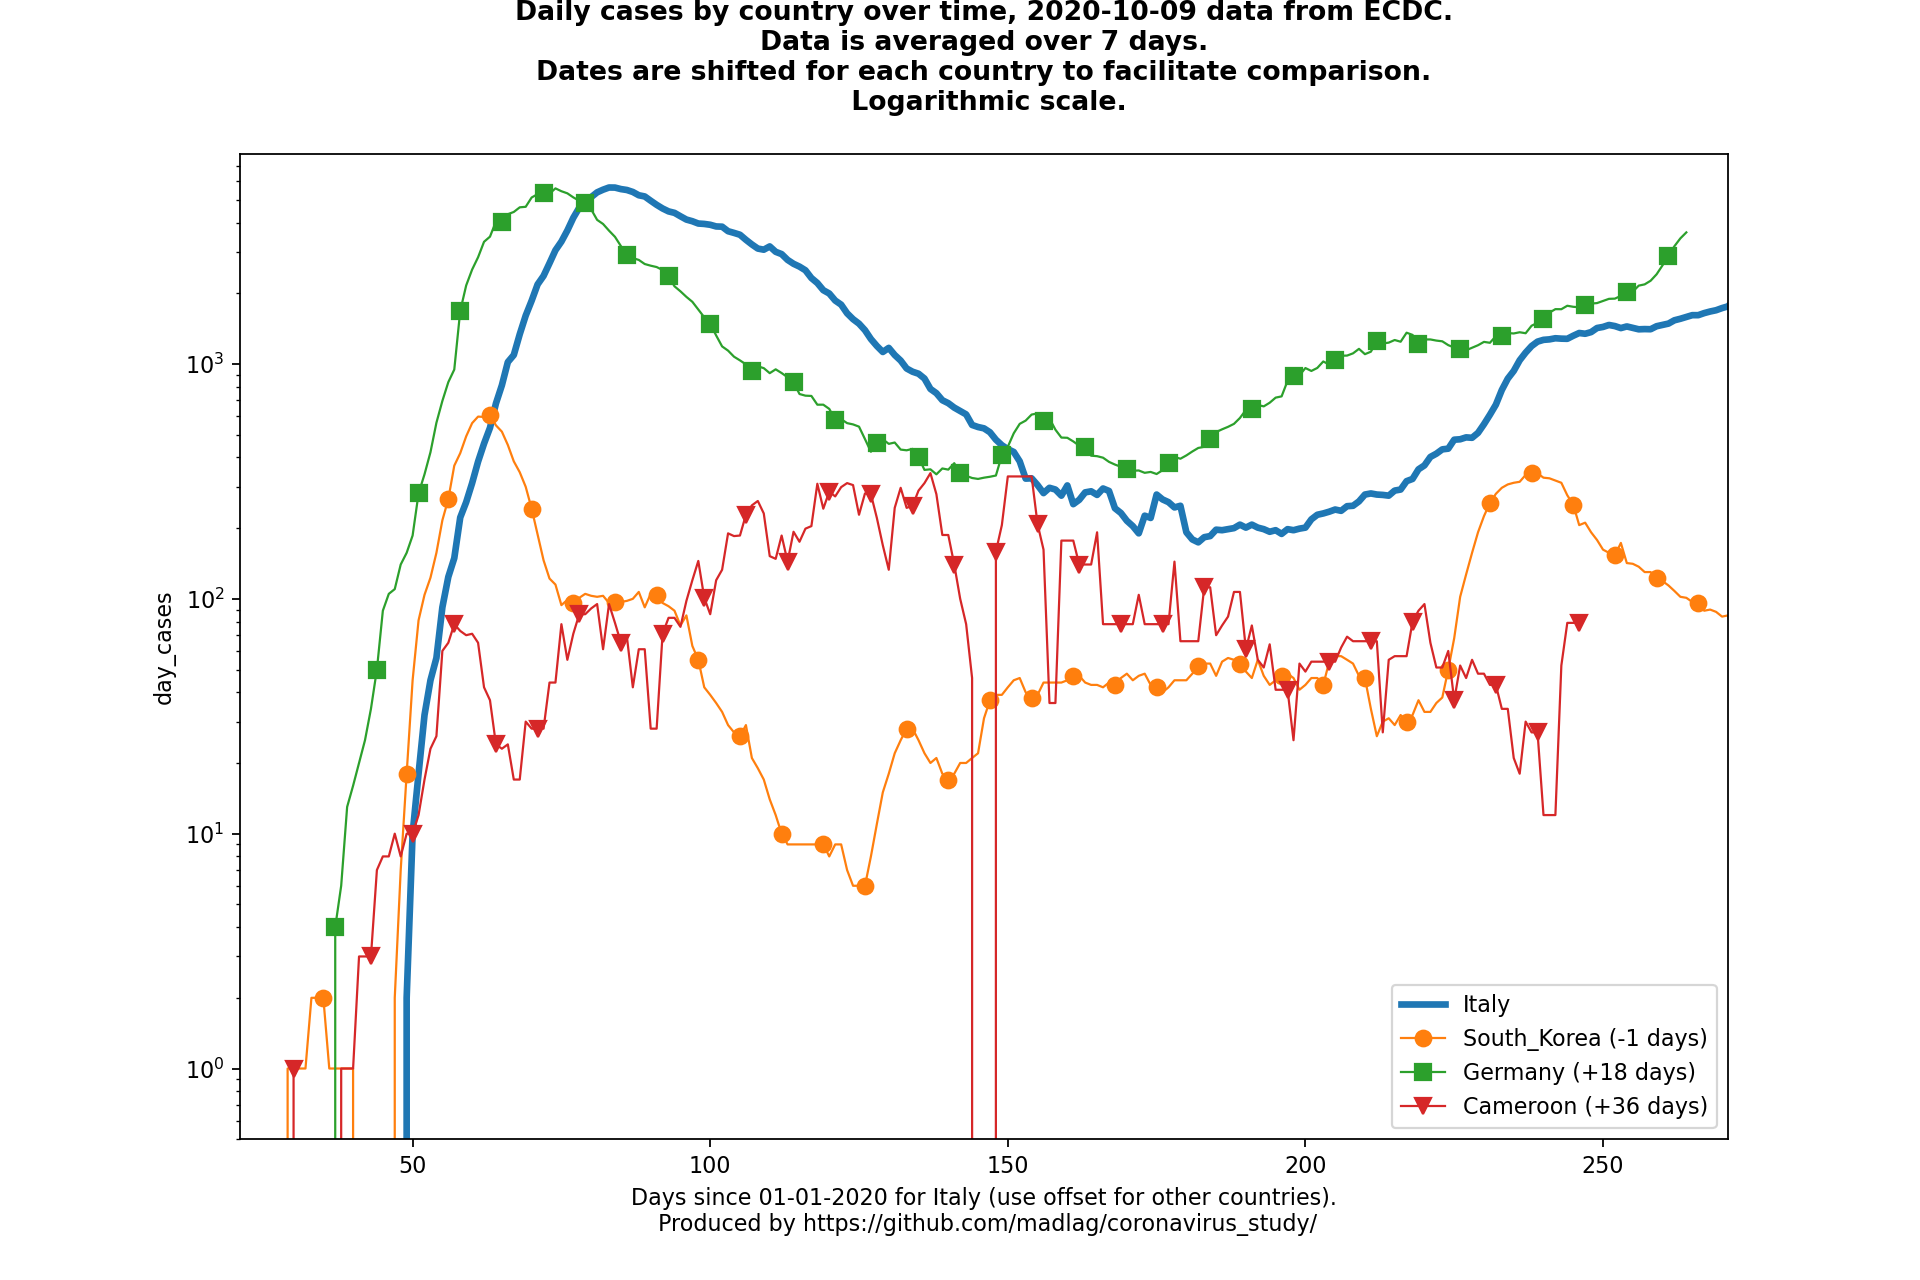 Daily cases by country over time, 2020-10-09 data from ECDC.
Data is averaged over 7 days.
Dates are shifted for each country to facilitate comparison.
Logarithmic scale.
day_cases
10³
10²
10¹
10⁰
50 100 150 200 250
Italy
South_Korea (-1 days)
Germany (+18 days)
Cameroon (+36 days)
Days since 01-01-2020 for Italy (use offset for other countries).
Produced by https://github.com/madlag/coronavirus_study/